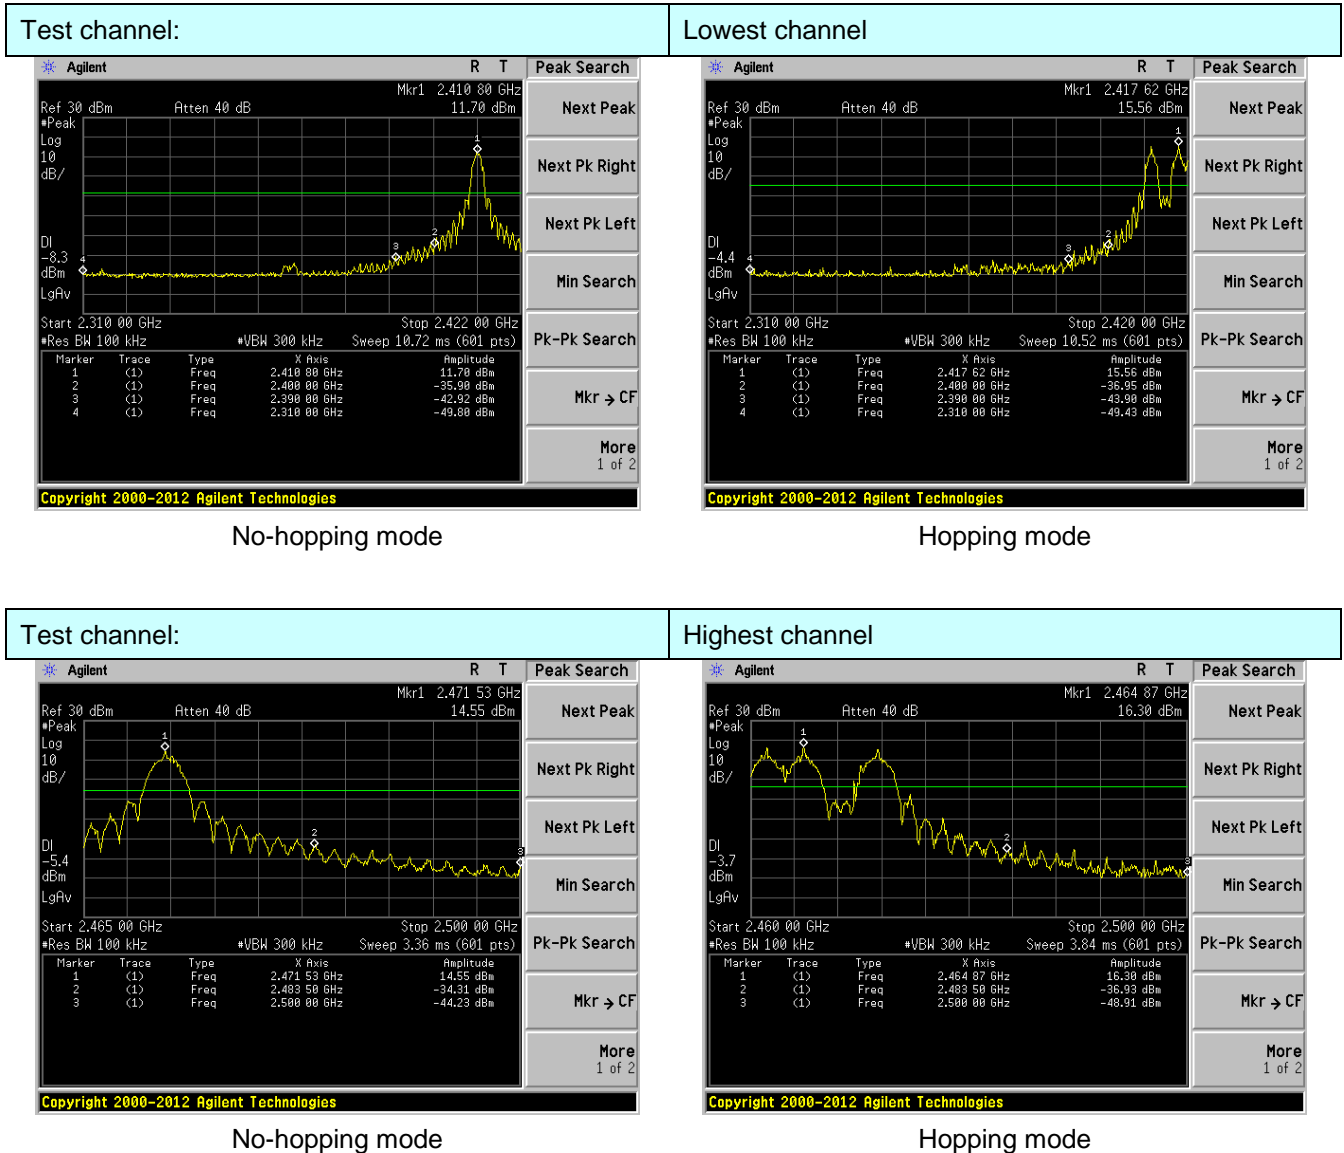 Test channel: Lowest channel
Agilent R T Peak Search
Mkr1 2.410 80 GHz
Ref 30 dBm Atten 40 dB 11.70 dBm
#Peak
Log
10
dB/
1
2
3
4
DI
-8.3
dBm
LgAv
Start 2.310 00 GHz Stop 2.422 00 GHz
#Res BW 100 kHz #VBW 300 kHz Sweep 10.72 ms (601 pts)
Marker Trace Type X Axis Amplitude
1 (1) Freq 2.410 80 GHz 11.70 dBm
2 (1) Freq 2.400 00 GHz -35.90 dBm
3 (1) Freq 2.390 00 GHz -42.92 dBm
4 (1) Freq 2.310 00 GHz -49.80 dBm
Next Peak
Next Pk Right
Next Pk Left
Min Search
Pk-Pk Search
Mkr → CF
More
1 of 2
Copyright 2000-2012 Agilent Technologies
No-hopping mode
Agilent R T Peak Search
Mkr1 2.417 62 GHz
Ref 30 dBm Atten 40 dB 15.56 dBm
#Peak
Log
10
dB/
1
2
3
4
DI
-4.4
dBm
LgAv
Start 2.310 00 GHz Stop 2.420 00 GHz
#Res BW 100 kHz #VBW 300 kHz Sweep 10.52 ms (601 pts)
Marker Trace Type X Axis Amplitude
1 (1) Freq 2.417 62 GHz 15.56 dBm
2 (1) Freq 2.400 00 GHz -36.95 dBm
3 (1) Freq 2.390 00 GHz -43.90 dBm
4 (1) Freq 2.310 00 GHz -49.43 dBm
Next Peak
Next Pk Right
Next Pk Left
Min Search
Pk-Pk Search
Mkr → CF
More
1 of 2
Copyright 2000-2012 Agilent Technologies
Hopping mode
Test channel: Highest channel
Agilent R T Peak Search
Mkr1 2.471 53 GHz
Ref 30 dBm Atten 40 dB 14.55 dBm
#Peak
Log
10
dB/
1
2
3
DI
-5.4
dBm
LgAv
Start 2.465 00 GHz Stop 2.500 00 GHz
#Res BW 100 kHz #VBW 300 kHz Sweep 3.36 ms (601 pts)
Marker Trace Type X Axis Amplitude
1 (1) Freq 2.471 53 GHz 14.55 dBm
2 (1) Freq 2.483 50 GHz -34.31 dBm
3 (1) Freq 2.500 00 GHz -44.23 dBm
Next Peak
Next Pk Right
Next Pk Left
Min Search
Pk-Pk Search
Mkr → CF
More
1 of 2
Copyright 2000-2012 Agilent Technologies
No-hopping mode
Agilent R T Peak Search
Mkr1 2.464 87 GHz
Ref 30 dBm Atten 40 dB 16.30 dBm
#Peak
Log
10
dB/
1
2
3
DI
-3.7
dBm
LgAv
Start 2.460 00 GHz Stop 2.500 00 GHz
#Res BW 100 kHz #VBW 300 kHz Sweep 3.84 ms (601 pts)
Marker Trace Type X Axis Amplitude
1 (1) Freq 2.464 87 GHz 16.30 dBm
2 (1) Freq 2.483 50 GHz -36.93 dBm
3 (1) Freq 2.500 00 GHz -48.91 dBm
Next Peak
Next Pk Right
Next Pk Left
Min Search
Pk-Pk Search
Mkr → CF
More
1 of 2
Copyright 2000-2012 Agilent Technologies
Hopping mode